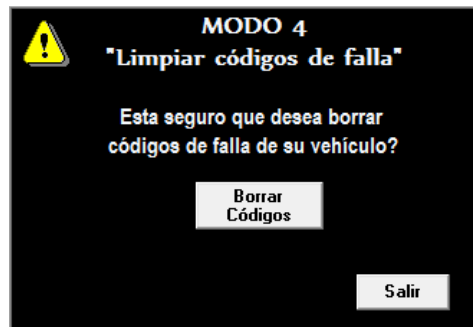 MODO 4
"Limpiar códigos de falla"
Esta seguro que desea borrar
códigos de falla de su vehículo?
Borrar
Códigos
Salir